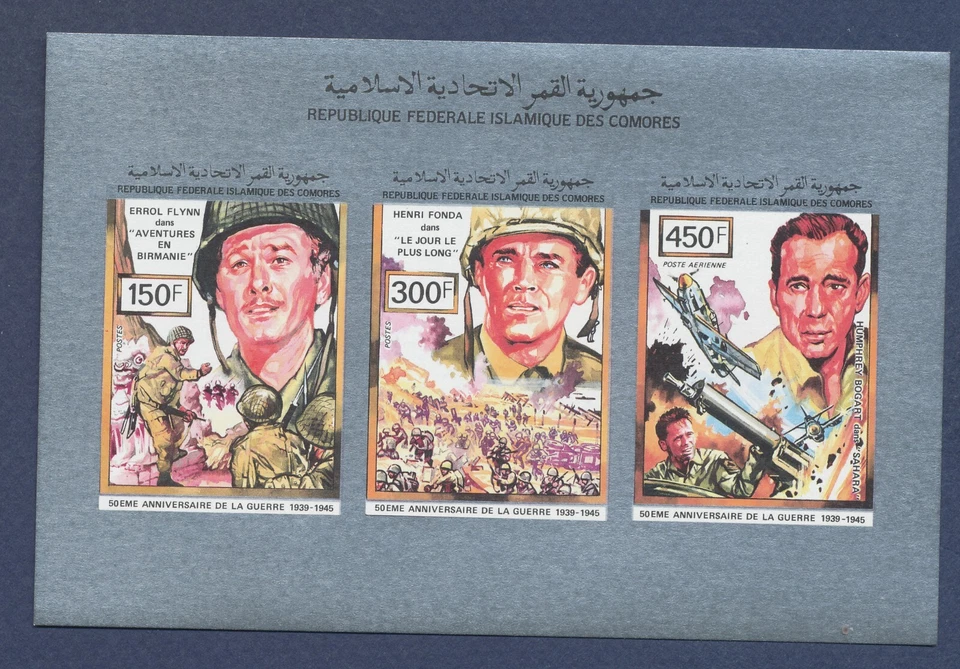 جمهورية القمر الاتحادية الاسلامية
REPUBLIQUE FEDERALE ISLAMIQUE DES COMORES
جمهورية القمر الاتحادية الاسلامية
REPUBLIQUE FEDERALE ISLAMIQUE DES COMORES
ERROL FLYNN
dans
"AVENTURES
EN
BIRMANIE"
150F
POSTES
50EME ANNIVERSAIRE DE LA GUERRE 1939-1945
جمهورية القمر الاتحادية الاسلامية
REPUBLIQUE FEDERALE ISLAMIQUE DES COMORES
HENRI FONDA
dans
"LE JOUR LE
PLUS LONG"
300F
POSTES
50EME ANNIVERSAIRE DE LA GUERRE 1939-1945
جمهورية القمر الاتحادية الاسلامية
REPUBLIQUE FEDERALE ISLAMIQUE DES COMORES
450F
POSTE AERIENNE
HUMPHREY BOGART dans "SAHARA"
50EME ANNIVERSAIRE DE LA GUERRE 1939-1945